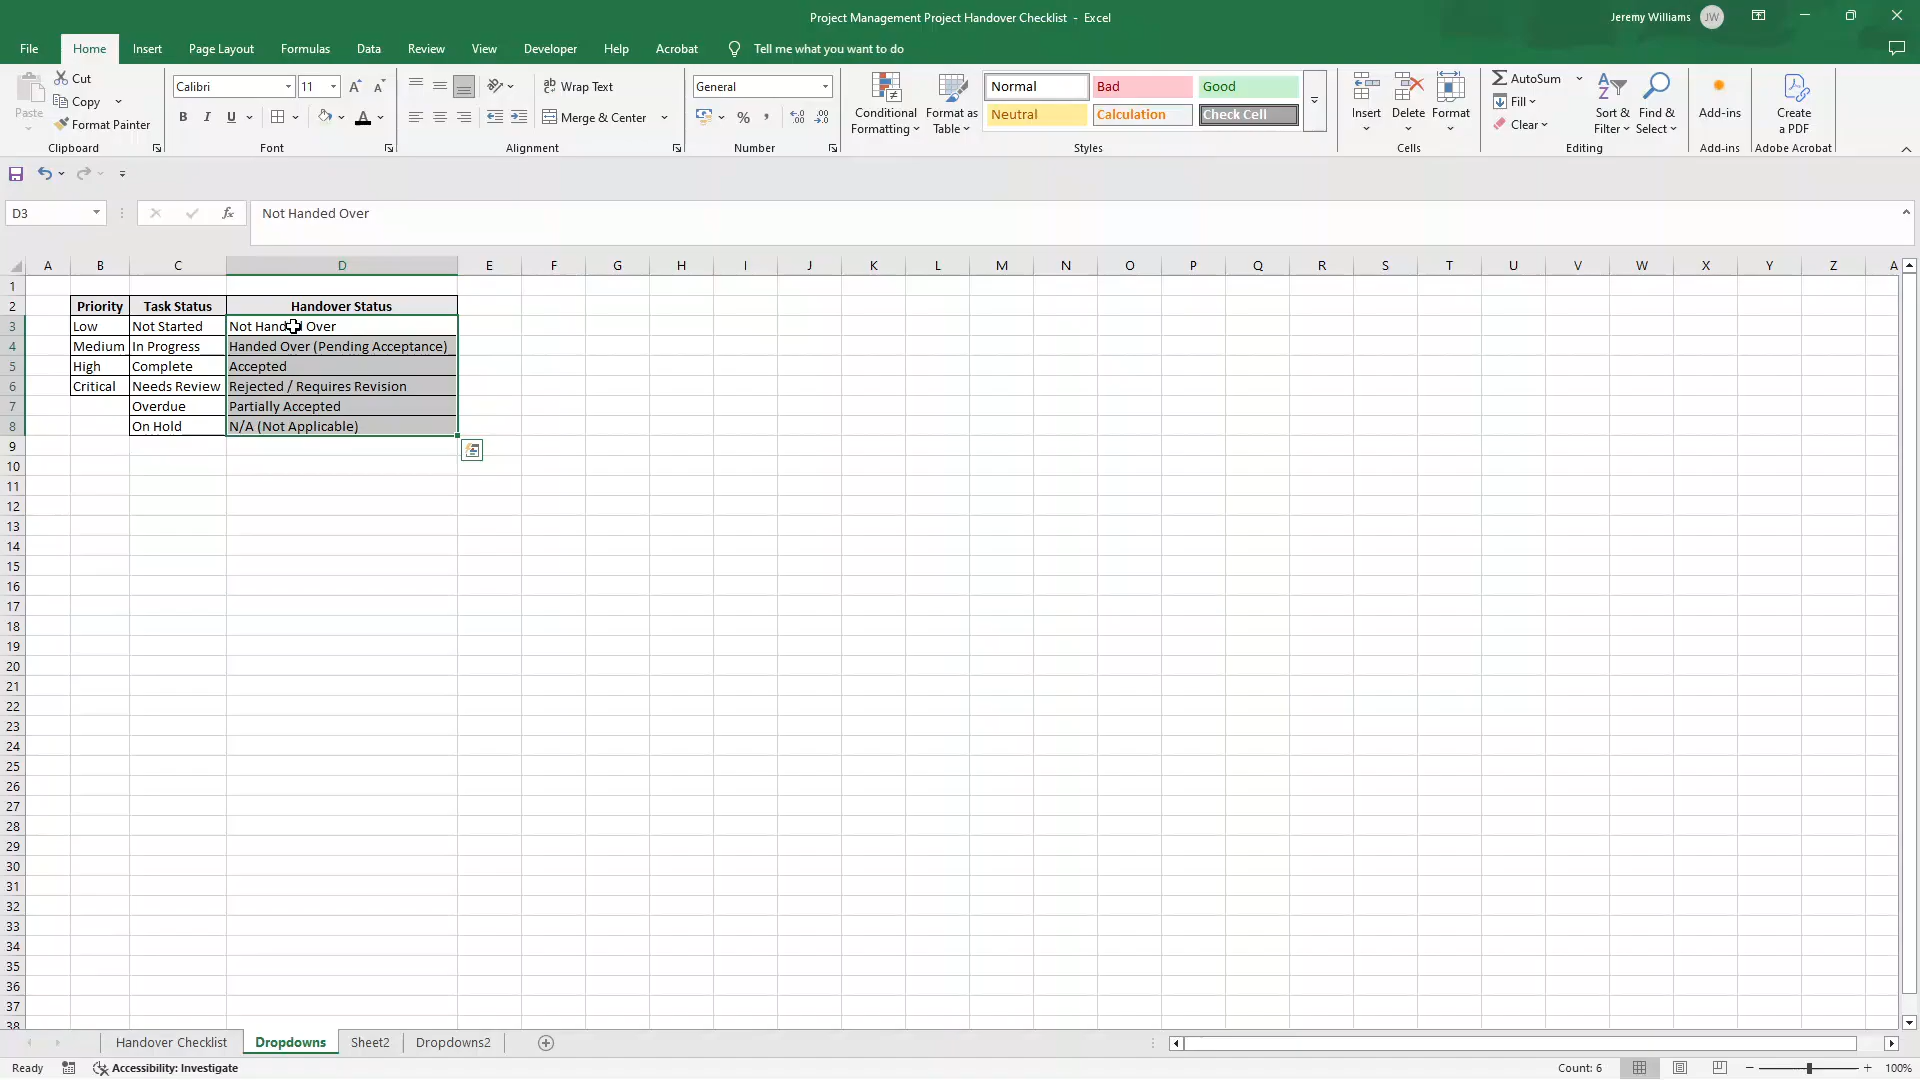 Project Management Project Handover Checklist - Excel
Jeremy Williams JW
File Home Insert Page Layout Formulas Data Review View Developer Help Acrobat Tell me what you want to do
Paste
Cut
Copy
Format Painter
Clipboard
Calibri 11
B I U
Font
Wrap Text
Merge & Center
Alignment
General
Number
Conditional Formatting
Format as Table
Normal Bad Good
Neutral Calculation Check Cell
Styles
Insert Delete Format
Cells
AutoSum
Fill
Clear
Sort & Filter
Find & Select
Editing
Add-ins
Add-ins
Create a PDF
Adobe Acrobat
D3 fx Not Handed Over
A B C D E F G H I J K L M N O P Q R S T U V W X Y Z A
1
2 Priority Task Status Handover Status
3 Low Not Started Not Handed Over
4 Medium In Progress Handed Over (Pending Acceptance)
5 High Complete Accepted
6 Critical Needs Review Rejected / Requires Revision
7 Overdue Partially Accepted
8 On Hold N/A (Not Applicable)
9
10
11
12
13
14
15
16
17
18
19
20
21
22
23
24
25
26
27
28
29
30
31
32
33
34
35
36
37
38
Handover Checklist Dropdowns Sheet2 Dropdowns2
Ready Accessibility: Investigate Count: 6 100%